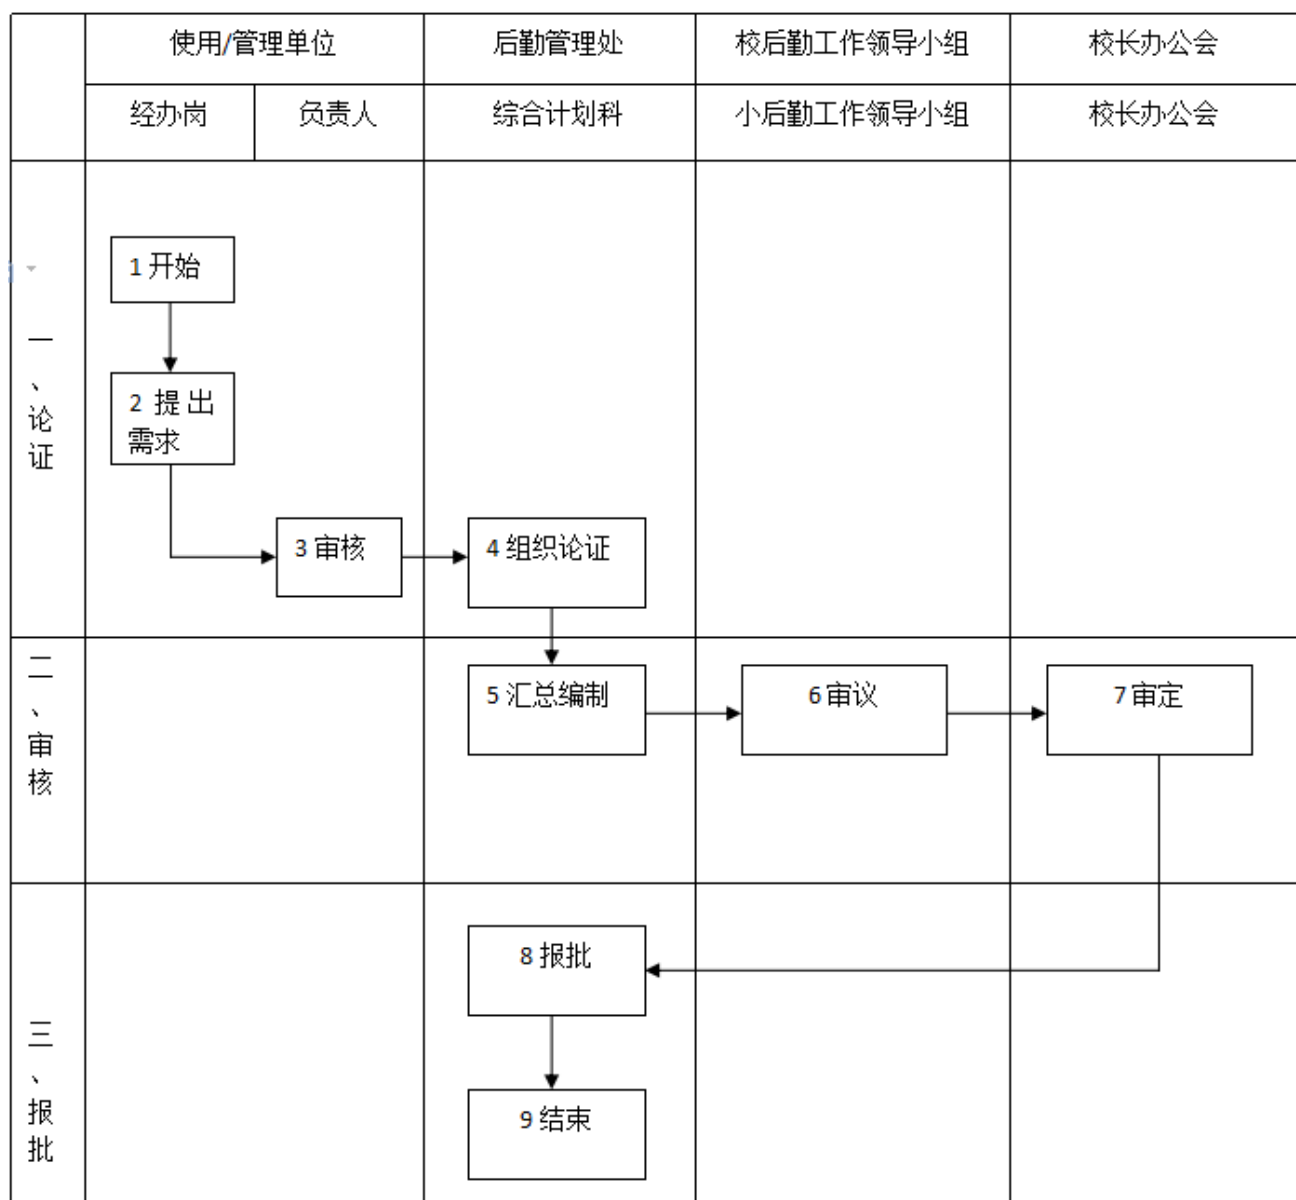 使用/管理单位
后勤管理处
校后勤工作领导小组
校长办公会
经办岗
负责人
综合计划科
小后勤工作领导小组
校长办公会
一
、
论
证
1开始
2 提出
需求
3审核
4组织论证
二
、
审
核
5汇总编制
6审议
7审定
三
、
报
批
8报批
9结束